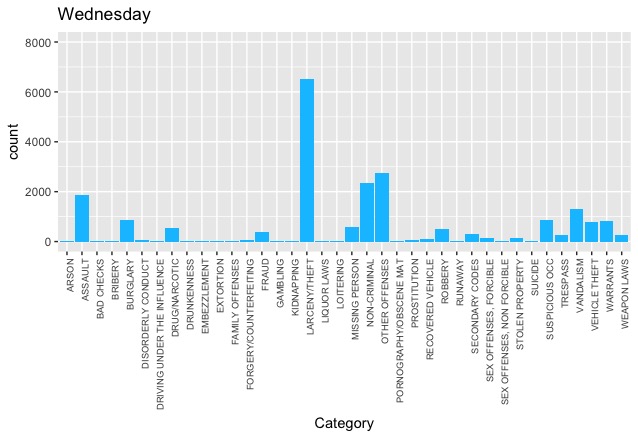 Wednesday
8000
6000
4000
2000
0
count
ARSON
ASSAULT
BAD CHECKS
BRIBERY
BURGLARY
DISORDERLY CONDUCT
DRIVING UNDER THE INFLUENCE
DRUG/NARCOTIC
DRUNKENNESS
EMBEZZLEMENT
EXTORTION
FAMILY OFFENSES
FORGERY/COUNTERFEITING
FRAUD
GAMBLING
KIDNAPPING
LARCENY/THEFT
LIQUOR LAWS
LOITERING
MISSING PERSON
NON-CRIMINAL
OTHER OFFENSES
PORNOGRAPHY/OBSCENE MAT
PROSTITUTION
RECOVERED VEHICLE
ROBBERY
RUNAWAY
SECONDARY CODES
SEX OFFENSES, FORCIBLE
SEX OFFENSES, NON FORCIBLE
STOLEN PROPERTY
SUICIDE
SUSPICIOUS OCC
TRESPASS
VANDALISM
VEHICLE THEFT
WARRANTS
WEAPON LAWS
Category